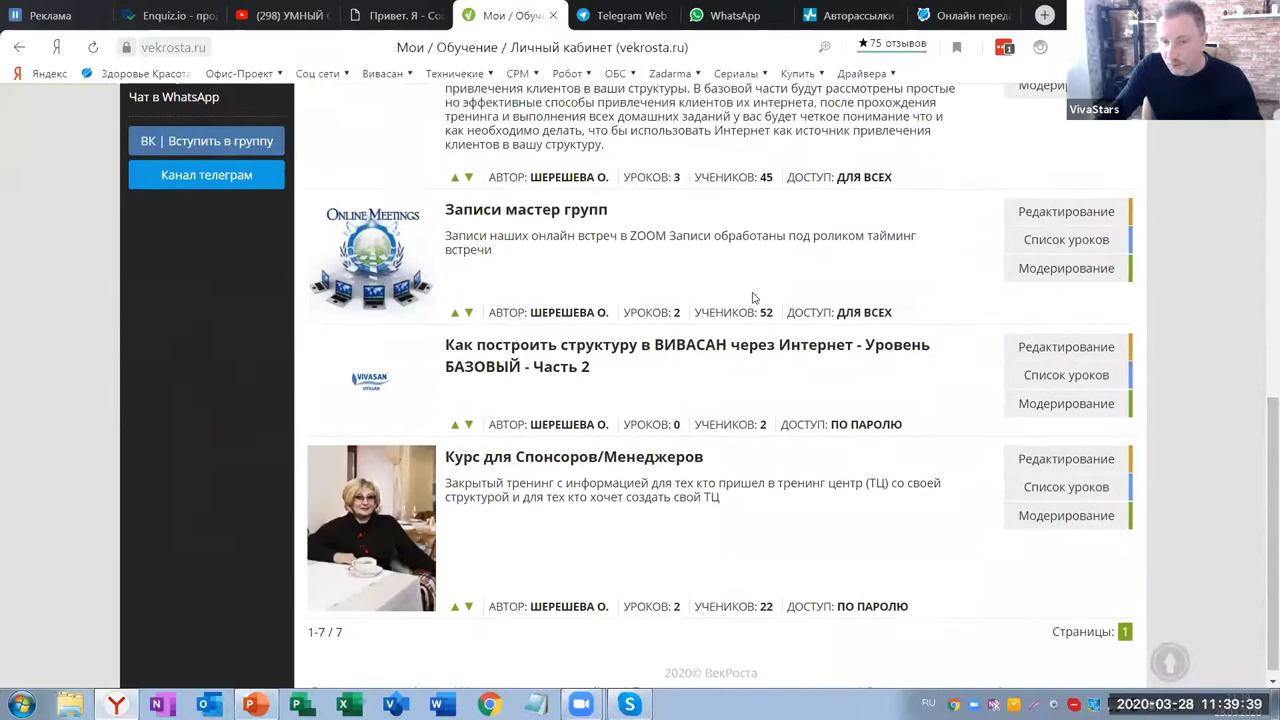 Реклама
Enquiz.io - про
(298) УМНЫЙ
Привет. Я - Со
Мои / Обуч
Telegram Web
WhatsApp
Авторассылки
Онлайн перед
vekrosta.ru
Мои / Обучение / Личный кабинет (vekrosta.ru)
★75 отзывов
Яндекс
Здоровье Красота
Офис-Проект
Соц сети
Вивасан
Техничекие
СРМ
Робот
ОБС
Zadarma
Сериалы
Купить
Драйвера
VivaStars
Чат в WhatsApp
ВК | Вступить в группу
Канал телеграм
привлечения клиентов в ваши структуры. В базовой части будут рассмотрены простые
но эффективные способы привлечения клиентов их интернета, после прохождения
тренинга и выполнения всех домашних заданий у вас будет четкое понимание что и
как необходимо делать, что бы использовать Интернет как источник привлечения
клиентов в вашу структуру.
АВТОР: ШЕРЕШЕВА О. УРОКОВ: 3 УЧЕНИКОВ: 45 ДОСТУП: ДЛЯ ВСЕХ
ONLINE MEETINGS
Записи мастер групп
Записи наших онлайн встреч в ZOOM Записи обработаны под роликом тайминг
встречи
Редактирование
Список уроков
Модерирование
АВТОР: ШЕРЕШЕВА О. УРОКОВ: 2 УЧЕНИКОВ: 52 ДОСТУП: ДЛЯ ВСЕХ
VIVASAN
Как построить структуру в ВИВАСАН через Интернет - Уровень
БАЗОВЫЙ - Часть 2
Редактирование
Список уроков
Модерирование
АВТОР: ШЕРЕШЕВА О. УРОКОВ: 0 УЧЕНИКОВ: 2 ДОСТУП: ПО ПАРОЛЮ
Курс для Спонсоров/Менеджеров
Закрытый тренинг с информацией для тех кто пришел в тренинг центр (ТЦ) со своей
структурой и для тех кто хочет создать свой ТЦ
Редактирование
Список уроков
Модерирование
АВТОР: ШЕРЕШЕВА О. УРОКОВ: 2 УЧЕНИКОВ: 22 ДОСТУП: ПО ПАРОЛЮ
1-7 / 7
Страницы: 1
2020© ВекРоста
RU
2020-03-28 11:39:39